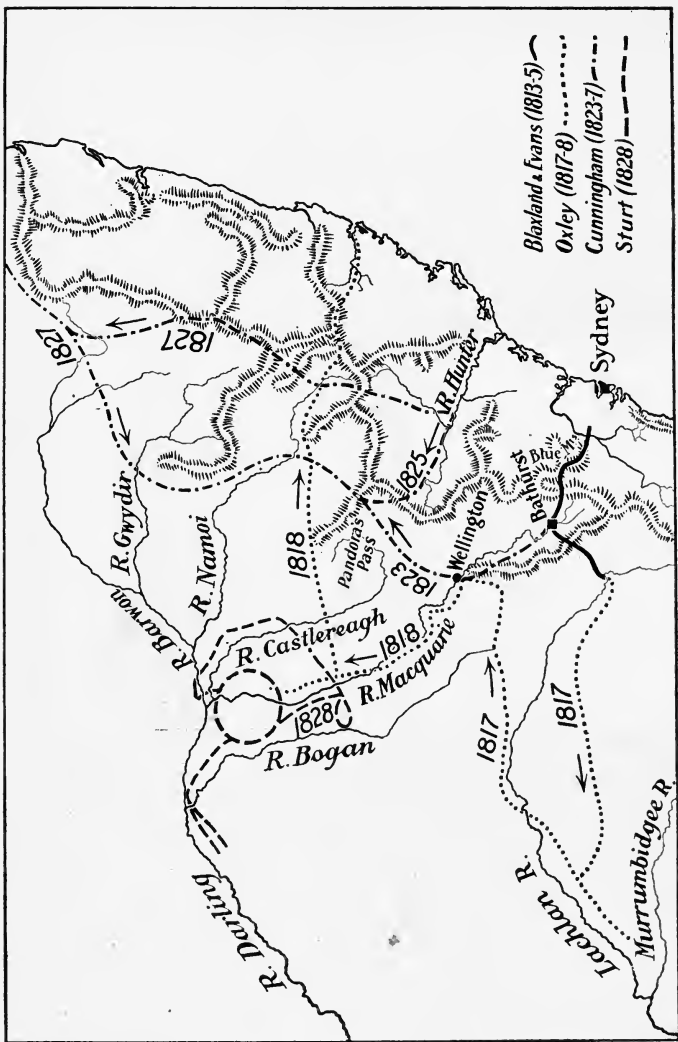 Blaxland & Evans (1813-5)
Oxley (1817-8)
Cunningham (1823-7)
Sturt (1828)
1827
1827
R. Barwon
R. Gwydir
R. Namoi
1818
Pandora's
Pass
1825
R. Hunter
R. Castlereagh
1823
Wellington
Bathurst
Blue M.
Sydney
R. Darling
1828
R. Bogan
1818
R. Macquarie
1817
1817
Lachlan R.
Murrumbidgee R.